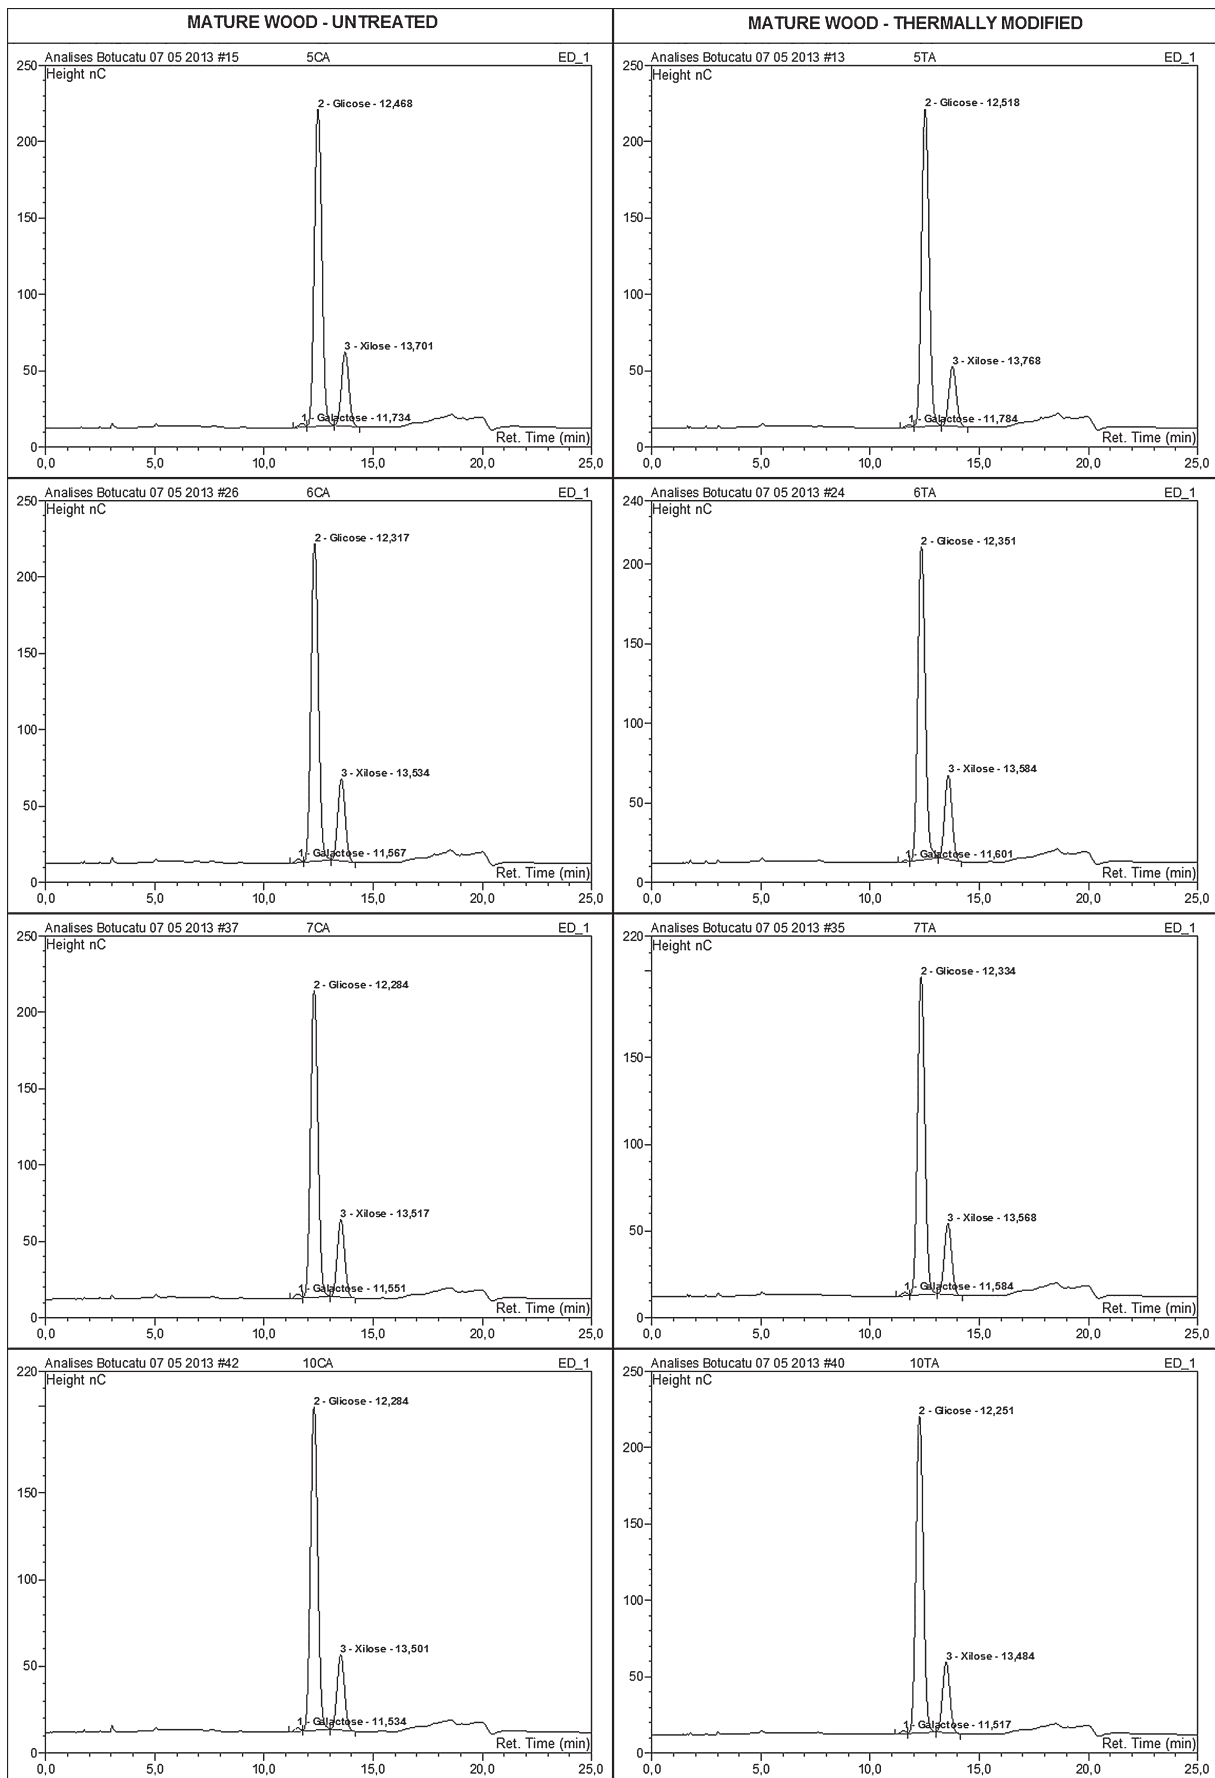 MATURE WOOD - UNTREATED
MATURE WOOD - THERMALLY MODIFIED
Analises Botucatu 07 05 2013 #15 5CA ED_1
Height nC
250
200
150
100
50
0
2 - Glicose - 12,468
3 - Xilose - 13,701
1 - Galactose - 11,734
Ret. Time (min)
0,0 5,0 10,0 15,0 20,0 25,0
Analises Botucatu 07 05 2013 #13 5TA ED_1
Height nC
250
200
150
100
50
0
2 - Glicose - 12,518
3 - Xilose - 13,768
1 - Galactose - 11,784
Ret. Time (min)
0,0 5,0 10,0 15,0 20,0 25,0
Analises Botucatu 07 05 2013 #26 6CA ED_1
Height nC
250
200
150
100
50
0
2 - Glicose - 12,317
3 - Xilose - 13,534
1 - Galactose - 11,567
Ret. Time (min)
0,0 5,0 10,0 15,0 20,0 25,0
Analises Botucatu 07 05 2013 #24 6TA ED_1
Height nC
240
200
150
100
50
0
2 - Glicose - 12,351
3 - Xilose - 13,584
1 - Galactose - 11,601
Ret. Time (min)
0,0 5,0 10,0 15,0 20,0 25,0
Analises Botucatu 07 05 2013 #37 7CA ED_1
Height nC
250
200
150
100
50
0
2 - Glicose - 12,284
3 - Xilose - 13,517
1 - Galactose - 11,551
Ret. Time (min)
0,0 5,0 10,0 15,0 20,0 25,0
Analises Botucatu 07 05 2013 #35 7TA ED_1
Height nC
220
150
100
50
0
2 - Glicose - 12,334
3 - Xilose - 13,568
1 - Galactose - 11,584
Ret. Time (min)
0,0 5,0 10,0 15,0 20,0 25,0
Analises Botucatu 07 05 2013 #42 10CA ED_1
Height nC
220
150
100
50
0
2 - Glicose - 12,284
3 - Xilose - 13,501
1 - Galactose - 11,534
Ret. Time (min)
0,0 5,0 10,0 15,0 20,0 25,0
Analises Botucatu 07 05 2013 #40 10TA ED_1
Height nC
250
200
150
100
50
0
2 - Glicose - 12,251
3 - Xilose - 13,484
1 - Galactose - 11,517
Ret. Time (min)
0,0 5,0 10,0 15,0 20,0 25,0